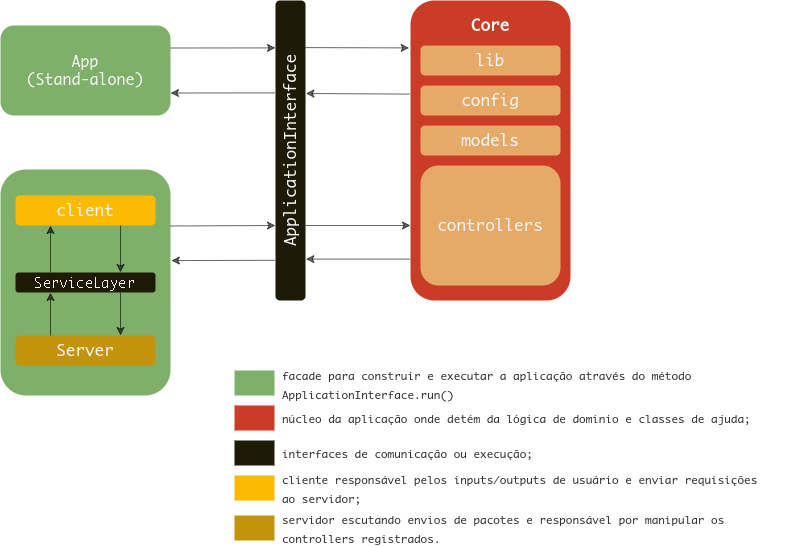 App
(Stand-alone)
client
ServiceLayer
Server
ApplicationInterface
Core
lib
config
models
controllers
facade para construir e executar a aplicação através do método
ApplicationInterface.run()
núcleo da aplicação onde detém da lógica de domínio e classes de ajuda;
interfaces de comunicação ou execução;
cliente responsável pelos inputs/outputs de usuário e enviar requisições
ao servidor;
servidor escutando envios de pacotes e responsável por manipular os
controllers registrados.